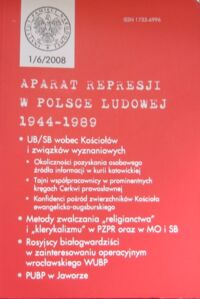 ISSN 1733-6996
1/6/2008
APARAT REPRESJI
W POLSCE LUDOWEJ
1944–1989
• UB/SB wobec Kościołów
i związków wyznaniowych
• Okoliczności pozyskania osobowego
źródła informacji w kurii katowickiej
• Tajni współpracownicy w prominentnych
kręgach Cerkwi prawosławnej
• Konfidenci pośród zwierzchników Kościoła
ewangelicko-augsburskiego
• Metody zwalczania „religianctwa”
i „klerykalizmu” w PZPR oraz w MO i SB
• Rosyjscy białogwardziści
w zainteresowaniu operacyjnym
wrocławskiego WUBP
• PUBP w Jaworze